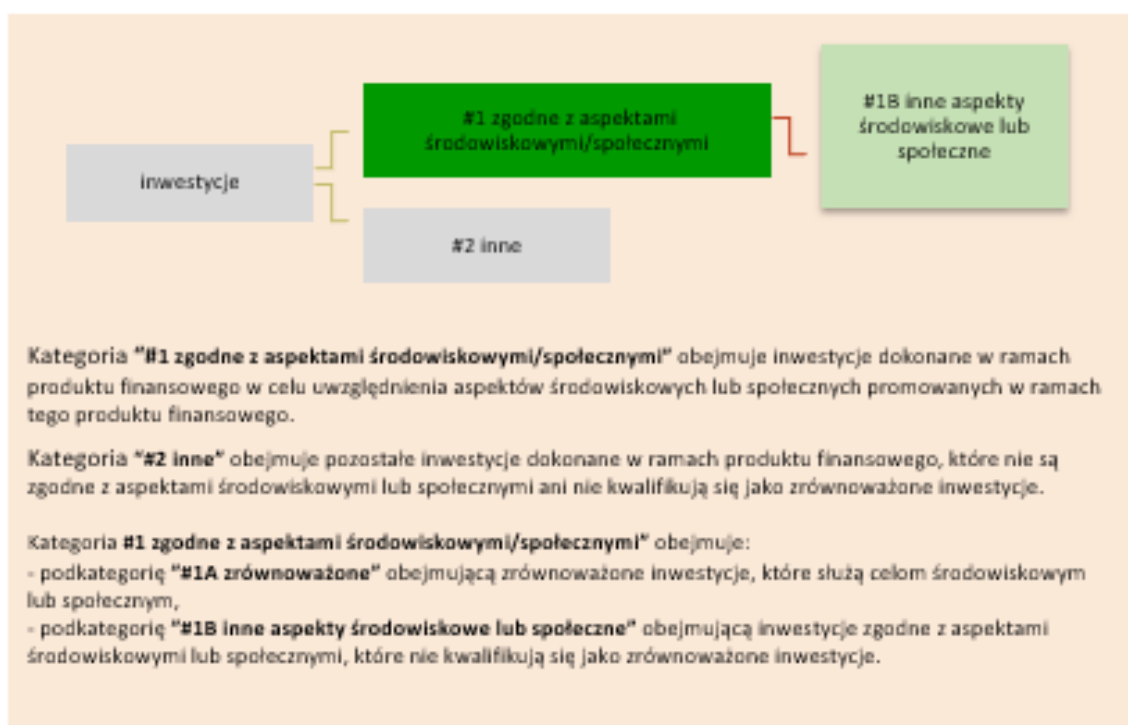 #1 zgodne z aspektami
środowiskowymi/społecznymi
#1B inne aspekty
środowiskowe lub
społeczne
inwestycje
#2 inne
Kategoria "#1 zgodne z aspektami środowiskowymi/społecznymi" obejmuje inwestycje dokonane w ramach
produktu finansowego w celu uwzględnienia aspektów środowiskowych lub społecznych promowanych w ramach
tego produktu finansowego.
Kategoria "#2 inne" obejmuje pozostałe inwestycje dokonane w ramach produktu finansowego, które nie są
zgodne z aspektami środowiskowymi lub społecznymi ani nie kwalifikują się jako zrównoważone inwestycje.
Kategoria #1 zgodne z aspektami środowiskowymi/społecznymi" obejmuje:
- podkategorię "#1A zrównoważone" obejmującą zrównoważone inwestycje, które służą celom środowiskowym
lub społecznym,
- podkategorię "#1B inne aspekty środowiskowe lub społeczne" obejmującą inwestycje zgodne z aspektami
środowiskowymi lub społecznymi, które nie kwalifikują się jako zrównoważone inwestycje.